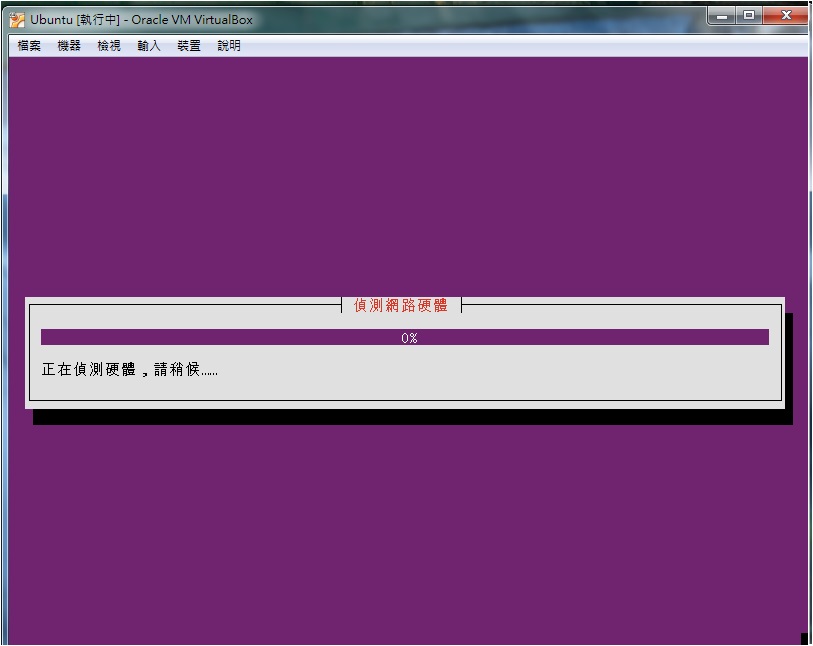 Ubuntu [執行中] - Oracle VM VirtualBox
檔案 機器 檢視 輸入 裝置 說明
偵測網路硬體
0%
正在偵測硬體，請稍候……